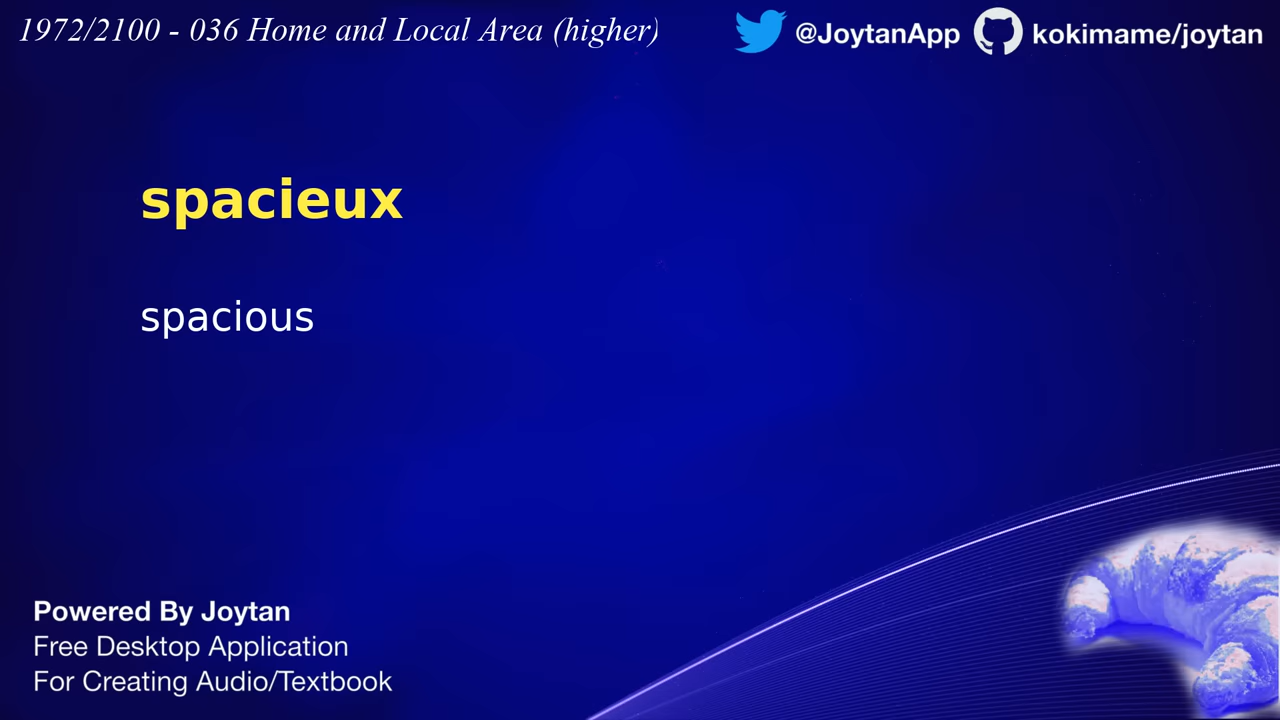 1972/2100 - 036 Home and Local Area (higher)
@JoytanApp
kokimame/joytan
spacieux
spacious
Powered By Joytan
Free Desktop Application
For Creating Audio/Textbook